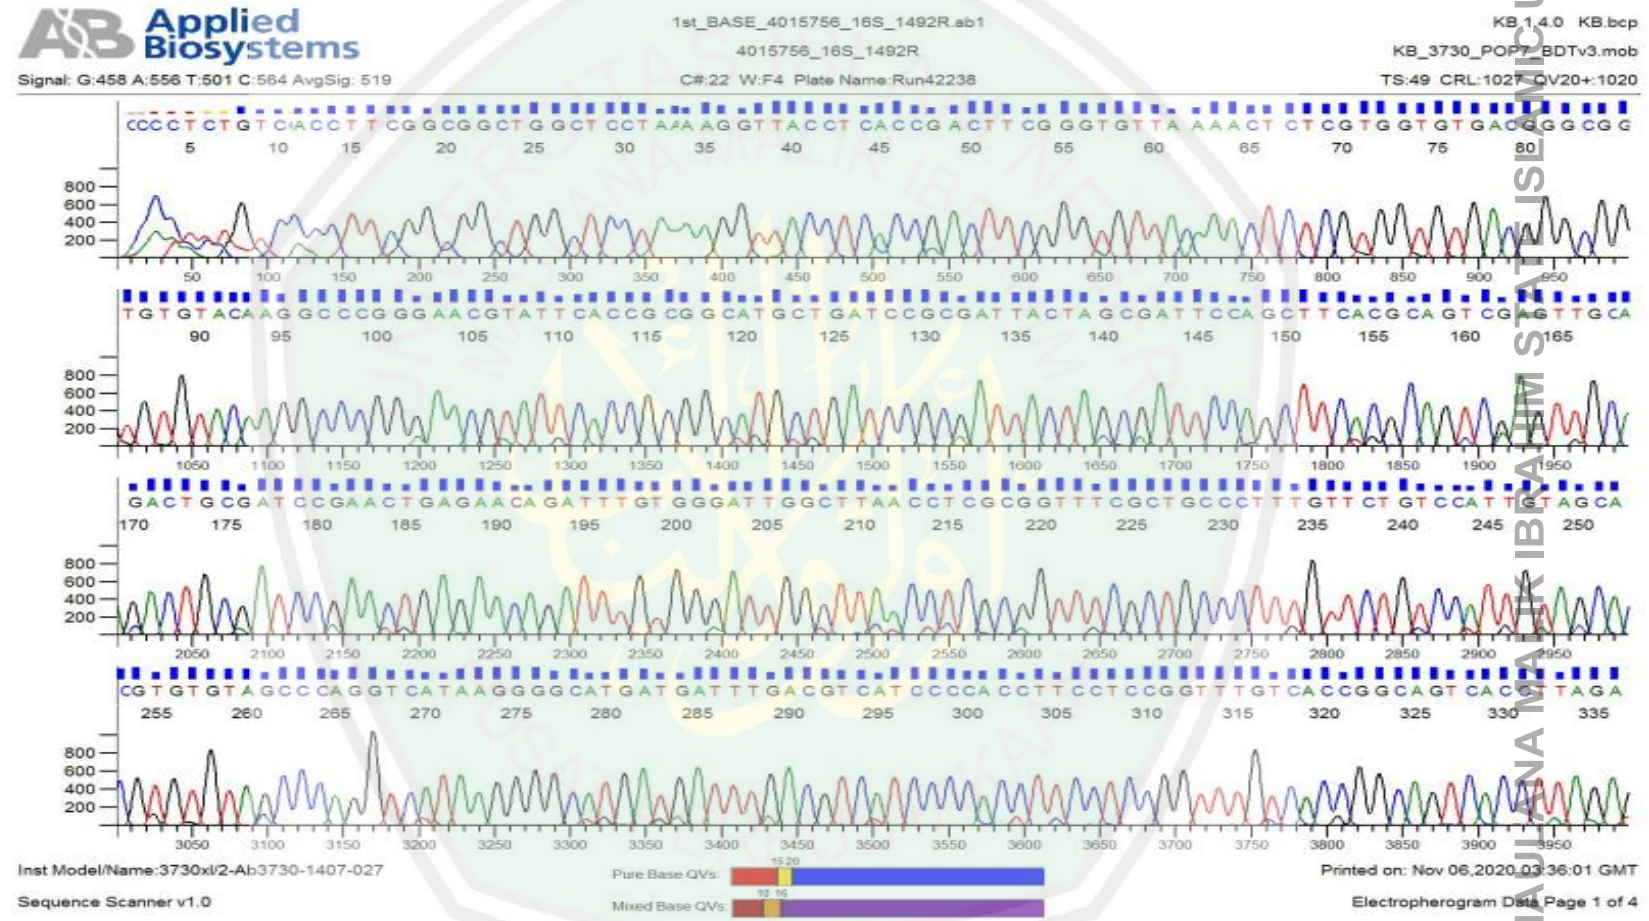 AB Applied Biosystems
1st_BASE_4015756_16S_1492R.ab1
4015756_16S_1492R
KB 1.4.0 KB.bcp
KB_3730_POP7_BDTv3.mob
Signal: G:458 A:556 T:501 C:564 AvgSig: 519
C#:22 W:F4 Plate Name:Run42238
TS:49 CRL:1027 QV20+:1020
CCCCTCTGTCACCTTCGGCGGCTGGCTCCTAAAAGGTTACCTCACCGACTTCGGGTGTTAAAAACTCTCGTGGTGTGACGGGCGG
5 10 15 20 25 30 35 40 45 50 55 60 65 70 75 80
800
600
400
200
50 100 150 200 250 300 350 400 450 500 550 600 650 700 750 800 850 900 950
TGTGTACAAGGCCCGGGAACGTATTCACCGCGGCATGCTGATCCGCGATTACTAGCGATTCCAGCTTCACGCAGTCGAGTTGCA
90 95 100 105 110 115 120 125 130 135 140 145 150 155 160 165
800
600
400
200
1050 1100 1150 1200 1250 1300 1350 1400 1450 1500 1550 1600 1650 1700 1750 1800 1850 1900 1950
GACTGCGATCCGAACTGAGAACAGATTTGTGGGATTGGCTTAACCTCGCGGTTTCGCTGCCCTTTGTTCTGTCCATTGTAGCA
170 175 180 185 190 195 200 205 210 215 220 225 230 235 240 245 250
800
600
400
200
2050 2100 2150 2200 2250 2300 2350 2400 2450 2500 2550 2600 2650 2700 2750 2800 2850 2900 2950
CGTGTGTAGCCCAGGTCATAAGGGGCATGATGATTTGACGTCATCCCCACCTTCCTCCGGTTTGTCACCGGCAGTCACCTTAGA
255 260 265 270 275 280 285 290 295 300 305 310 315 320 325 330 335
800
600
400
200
3050 3100 3150 3200 3250 3300 3350 3400 3450 3500 3550 3600 3650 3700 3750 3800 3850 3900 3950
Inst Model/Name:3730xl/2-Ab3730-1407-027
15 20
Pure Base QVs:
Printed on: Nov 06,2020 03:36:01 GMT
Sequence Scanner v1.0
10 15
Mixed Base QVs:
Electropherogram Data Page 1 of 4
MAULANA MALIK IBRAHIM STATE ISLAMIC